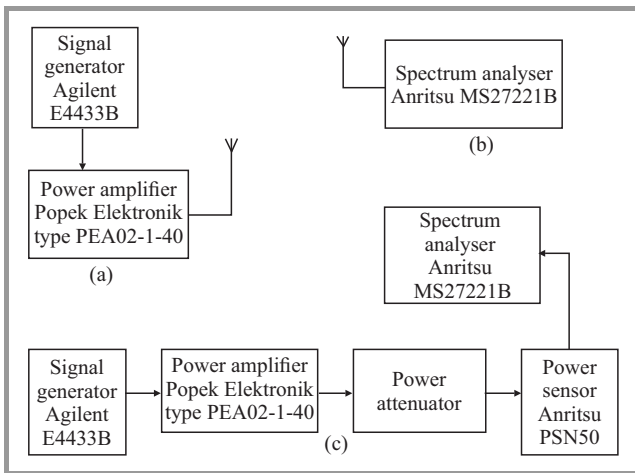 Signal
generator
Agilent
E4433B
Power amplifier
Popek Elektronik
type PEA02-1-40
(a)
Spectrum analyser
Anritsu MS27221B
(b)
Spectrum
analyser
Anritsu
MS27221B
Signal
generator
Agilent
E4433B
Power amplifier
Popek Elektronik
type PEA02-1-40
Power
attenuator
Power
sensor
Anritsu
PSN50
(c)